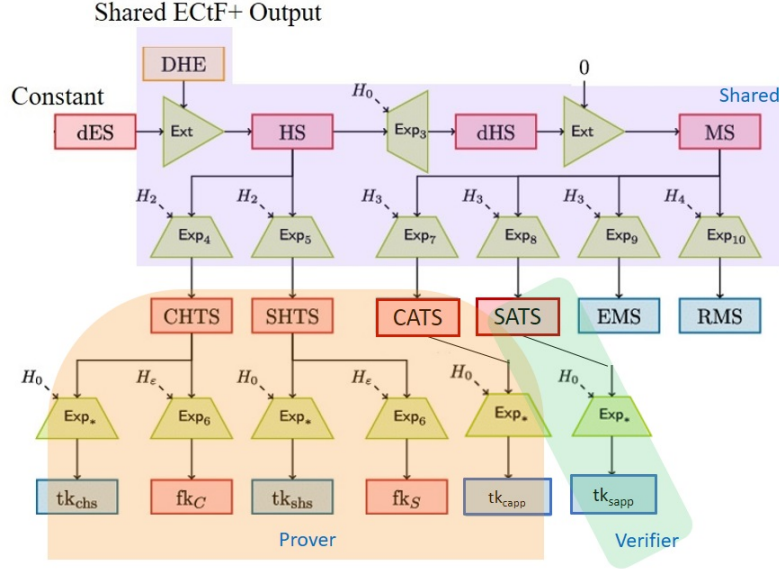 Shared ECtF+ Output
DHE
Constant
H₀
0
Shared
dES
Ext
HS
Exp₃
dHS
Ext
MS
H₂
H₂
H₃
H₃
H₃
H₄
Exp₄
Exp₅
Exp₇
Exp₈
Exp₉
Exp₁₀
CHTS
SHTS
CATS
SATS
EMS
RMS
H₀
Hε
H₀
Hε
H₀
H₀
Exp*
Exp₆
Exp*
Exp₆
Exp*
Exp*
tkchs
fkC
tkshs
fkS
tkcapp
tksapp
Prover
Verifier